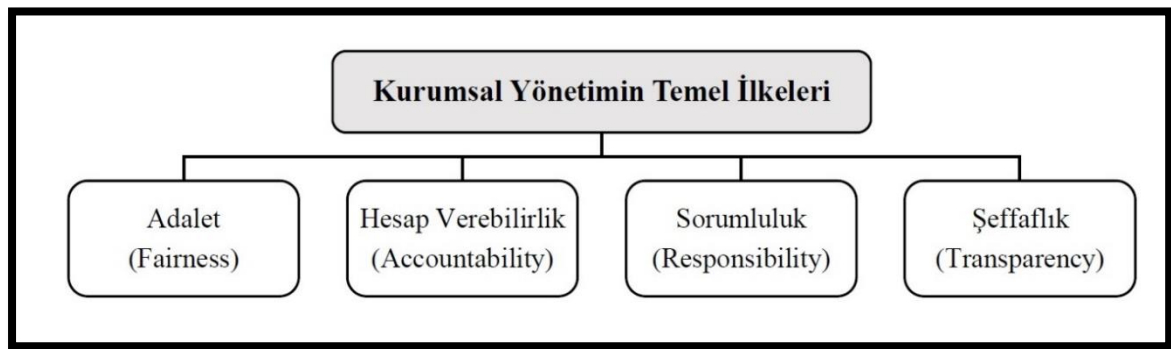 Kurumsal Yönetimin Temel İlkeleri
Adalet
(Fairness)
Hesap Verebilirlik
(Accountability)
Sorumluluk
(Responsibility)
Şeffaflık
(Transparency)